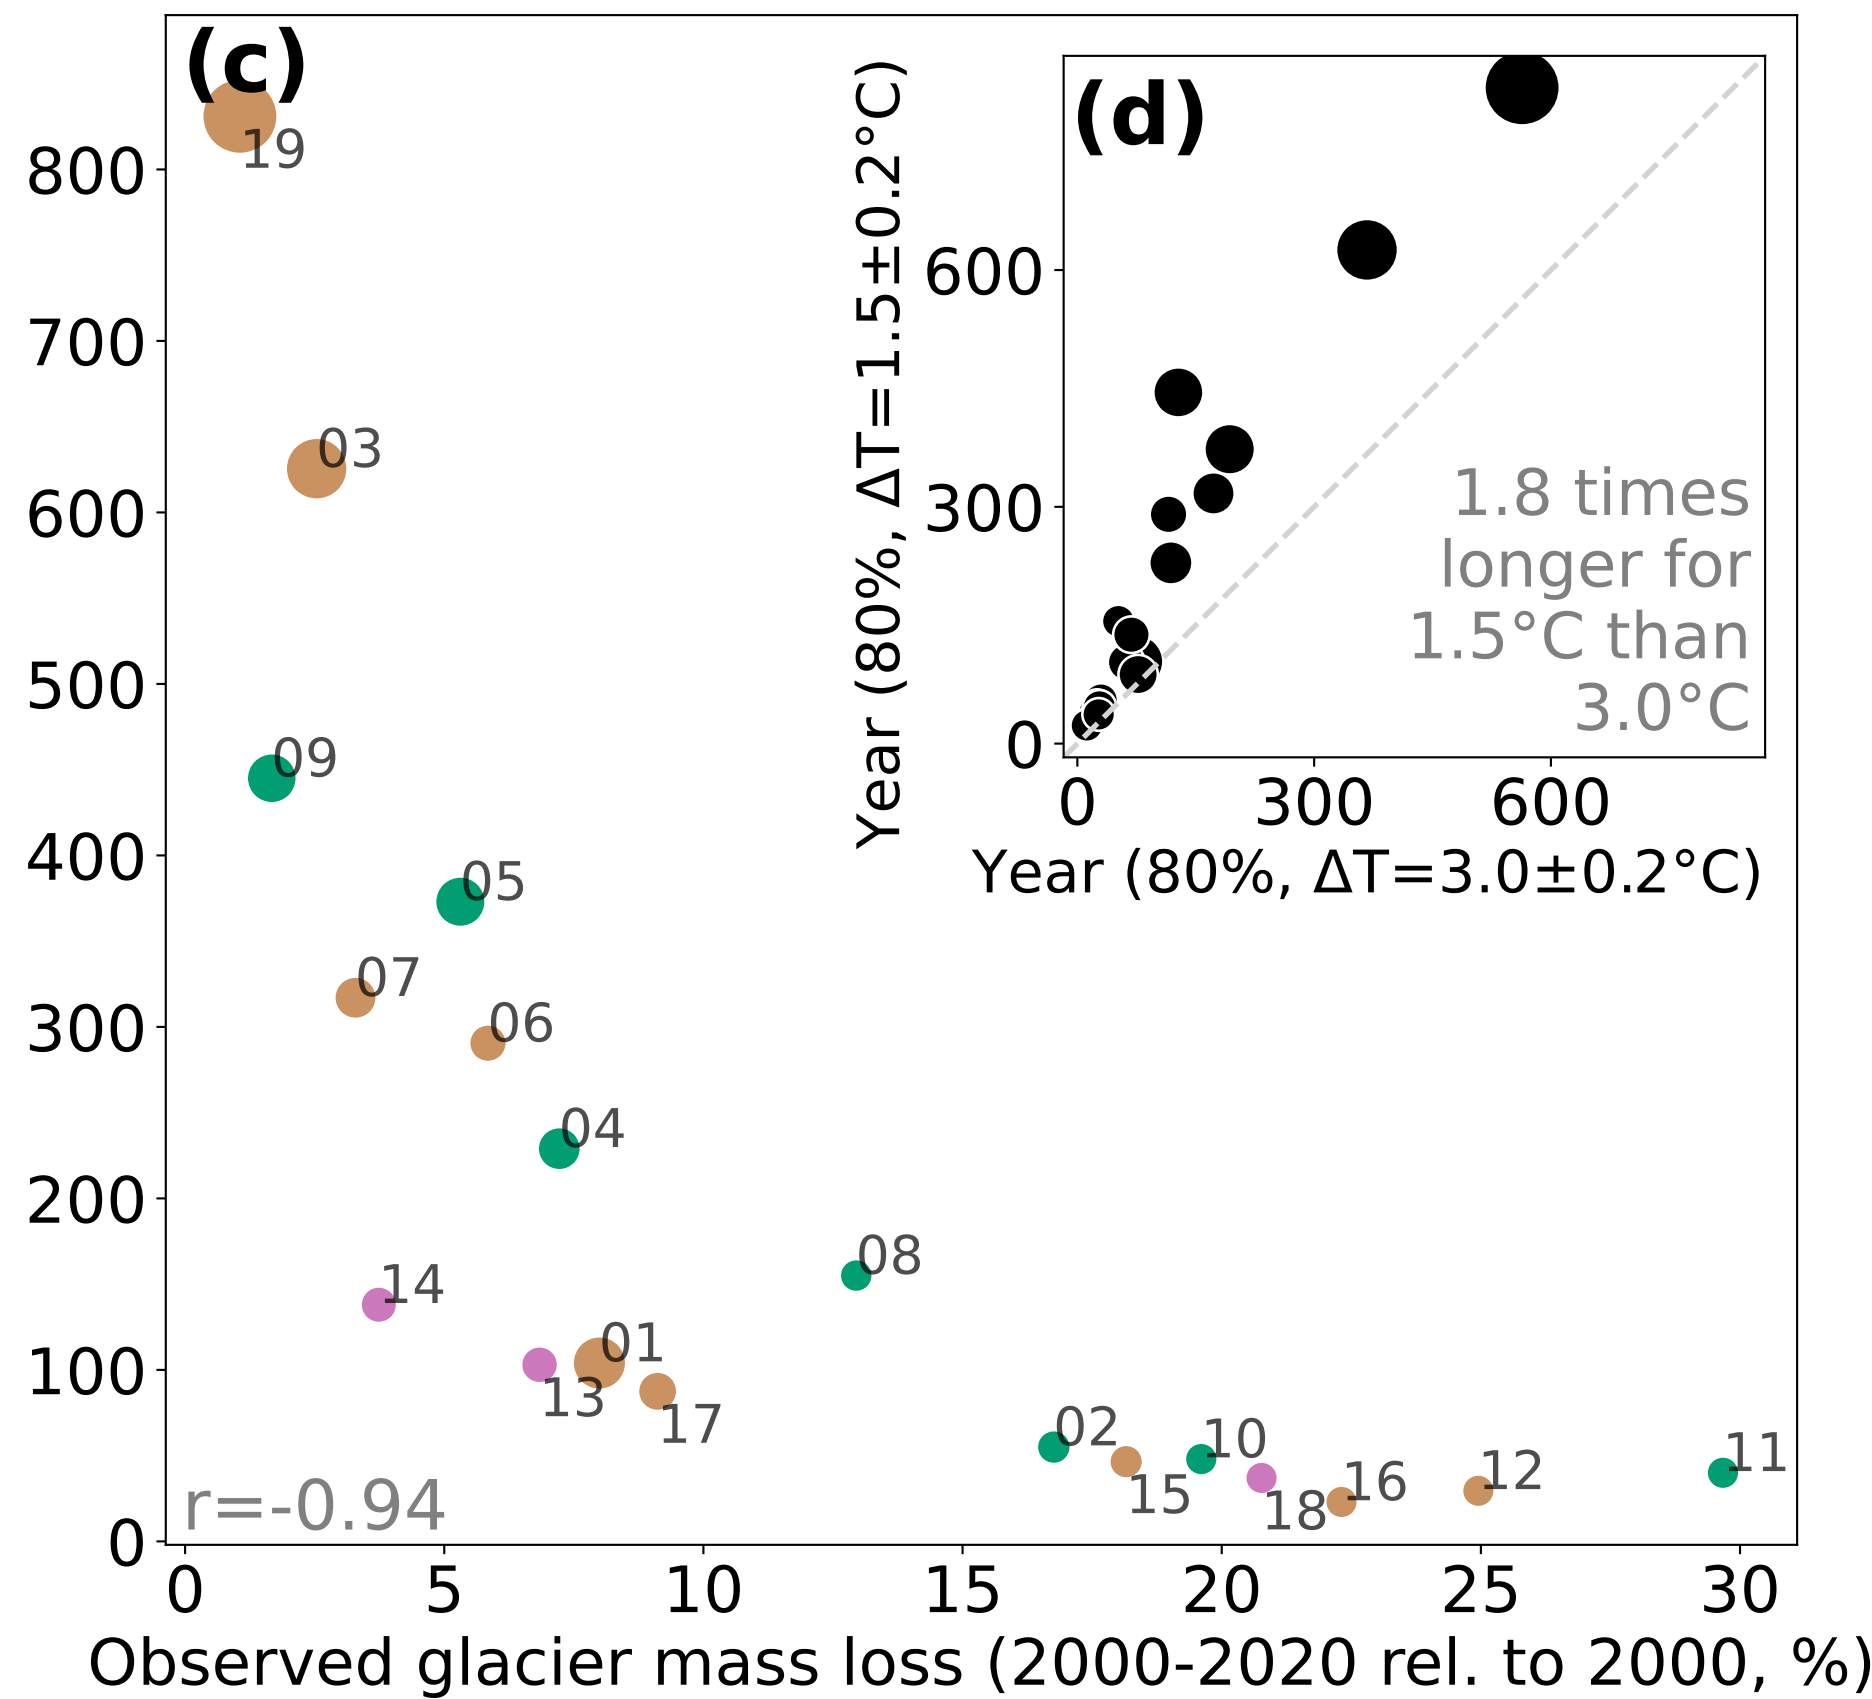 (c)
19
800
03
700
600
09
500
05
400
07
06
300
04
200
08
14
01
100
13
17
02
10
11
15
12
16
18
r=-0.94
0
0 5 10 15 20 25 30
Observed glacier mass loss (2000-2020 rel. to 2000, %)
(d)
Year (80%, ΔT=1.5±0.2°C)
600
300
0
1.8 times
longer for
1.5°C than
3.0°C
0 300 600
Year (80%, ΔT=3.0±0.2°C)